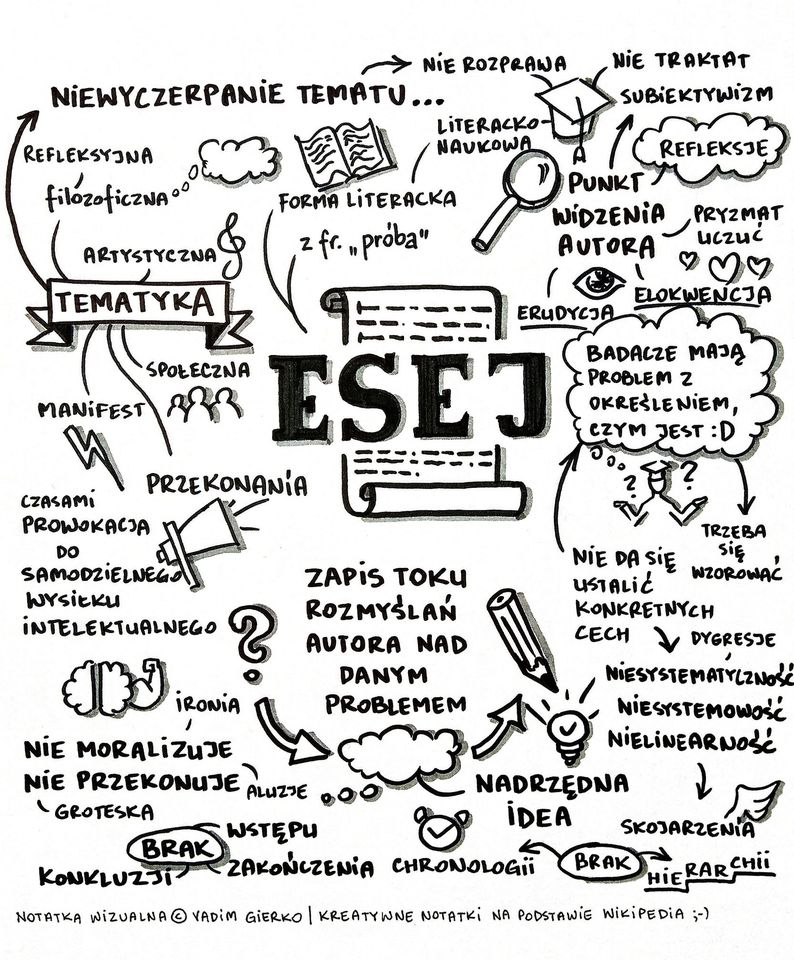 NIEWYCZERPANIE TEMATU...
NIE ROZPRAWA
NIE TRAKTAT
SUBIEKTYWIZM
LITERACKO-
NAUKOWA
REFLEKSJE
REFLEKSYJNA
filozoficzna
FORMA LITERACKA
z fr. „próba"
PUNKT
WIDZENIA
AUTORA
PRYZMAT
UCZUĆ
ARTYSTYCZNA
ERUDYCJA
ELOKWENCJA
TEMATYKA
ESEJ
BADACZE MAJĄ
PROBLEM Z
OKREŚLENIEM,
CZYM JEST :D
SPOŁECZNA
MANIFEST
PRZEKONANIA
? ?
CZASAMI
PROWOKACJA
DO
SAMODZIELNEGO
WYSIŁKU
INTELEKTUALNEGO
TRZEBA
SIĘ
WZOROWAĆ
NIE DA SIĘ
USTALIĆ
KONKRETNYCH
CECH
DYGRESJE
ZAPIS TOKU
ROZMYŚLAŃ
AUTORA NAD
DANYM
PROBLEMEM
?
NIESYSTEMATYCZNOŚĆ
NIESYSTEMOWOŚĆ
NIELINEARNOŚĆ
IRONIA
NIE MORALIZUJE
NIE PRZEKONUJE
ALUZJE
GROTESKA
NADRZĘDNA
IDEA
SKOJARZENIA
BRAK
WSTĘPU
ZAKOŃCZENIA
KONKLUZJI
CHRONOLOGII
BRAK
HIERARCHII
NOTATKA WIZUALNA © VADIM GIERKO | KREATYWNE NOTATKI NA PODSTAWIE WIKIPEDIA ;-)